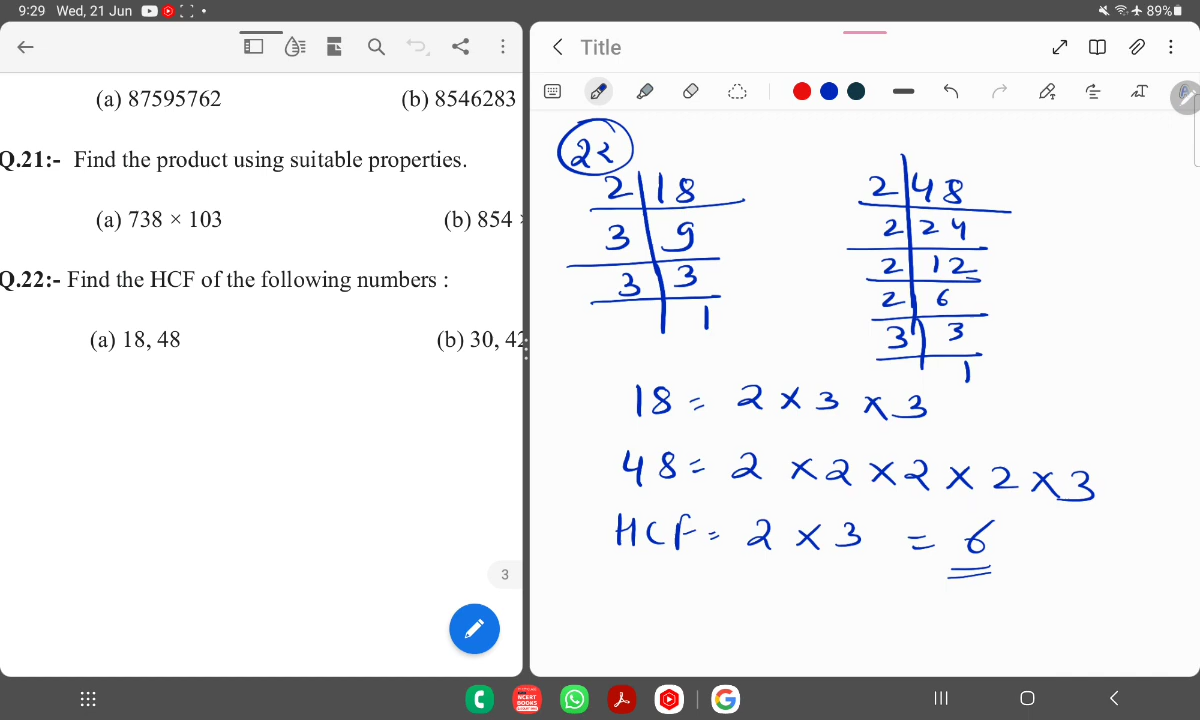 9:29 Wed, 21 Jun
89%
(a) 87595762 (b) 8546283
Q.21:- Find the product using suitable properties.
(a) 738 × 103 (b) 854
Q.22:- Find the HCF of the following numbers :
(a) 18, 48 (b) 30, 42
3
Title
22
2 | 18
3 | 9
3 | 3
| 1
2 | 48
2 | 24
2 | 12
2 | 6
3 | 3
| 1
18 = 2 × 3 × 3
48 = 2 × 2 × 2 × 2 × 3
HCF = 2 × 3 = 6
NCERT
BOOKS